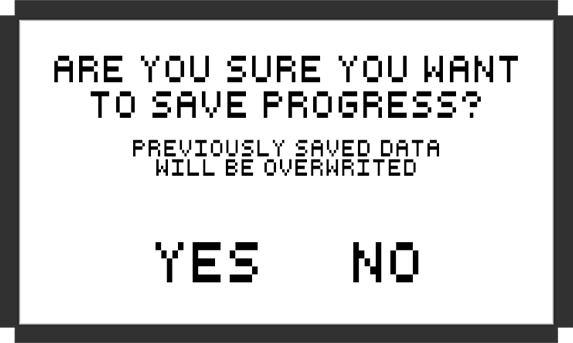 ARE YOU SURE YOU WANT
TO SAVE PROGRESS?
PREVIOUSLY SAVED DATA
WILL BE OVERWRITED
YES NO